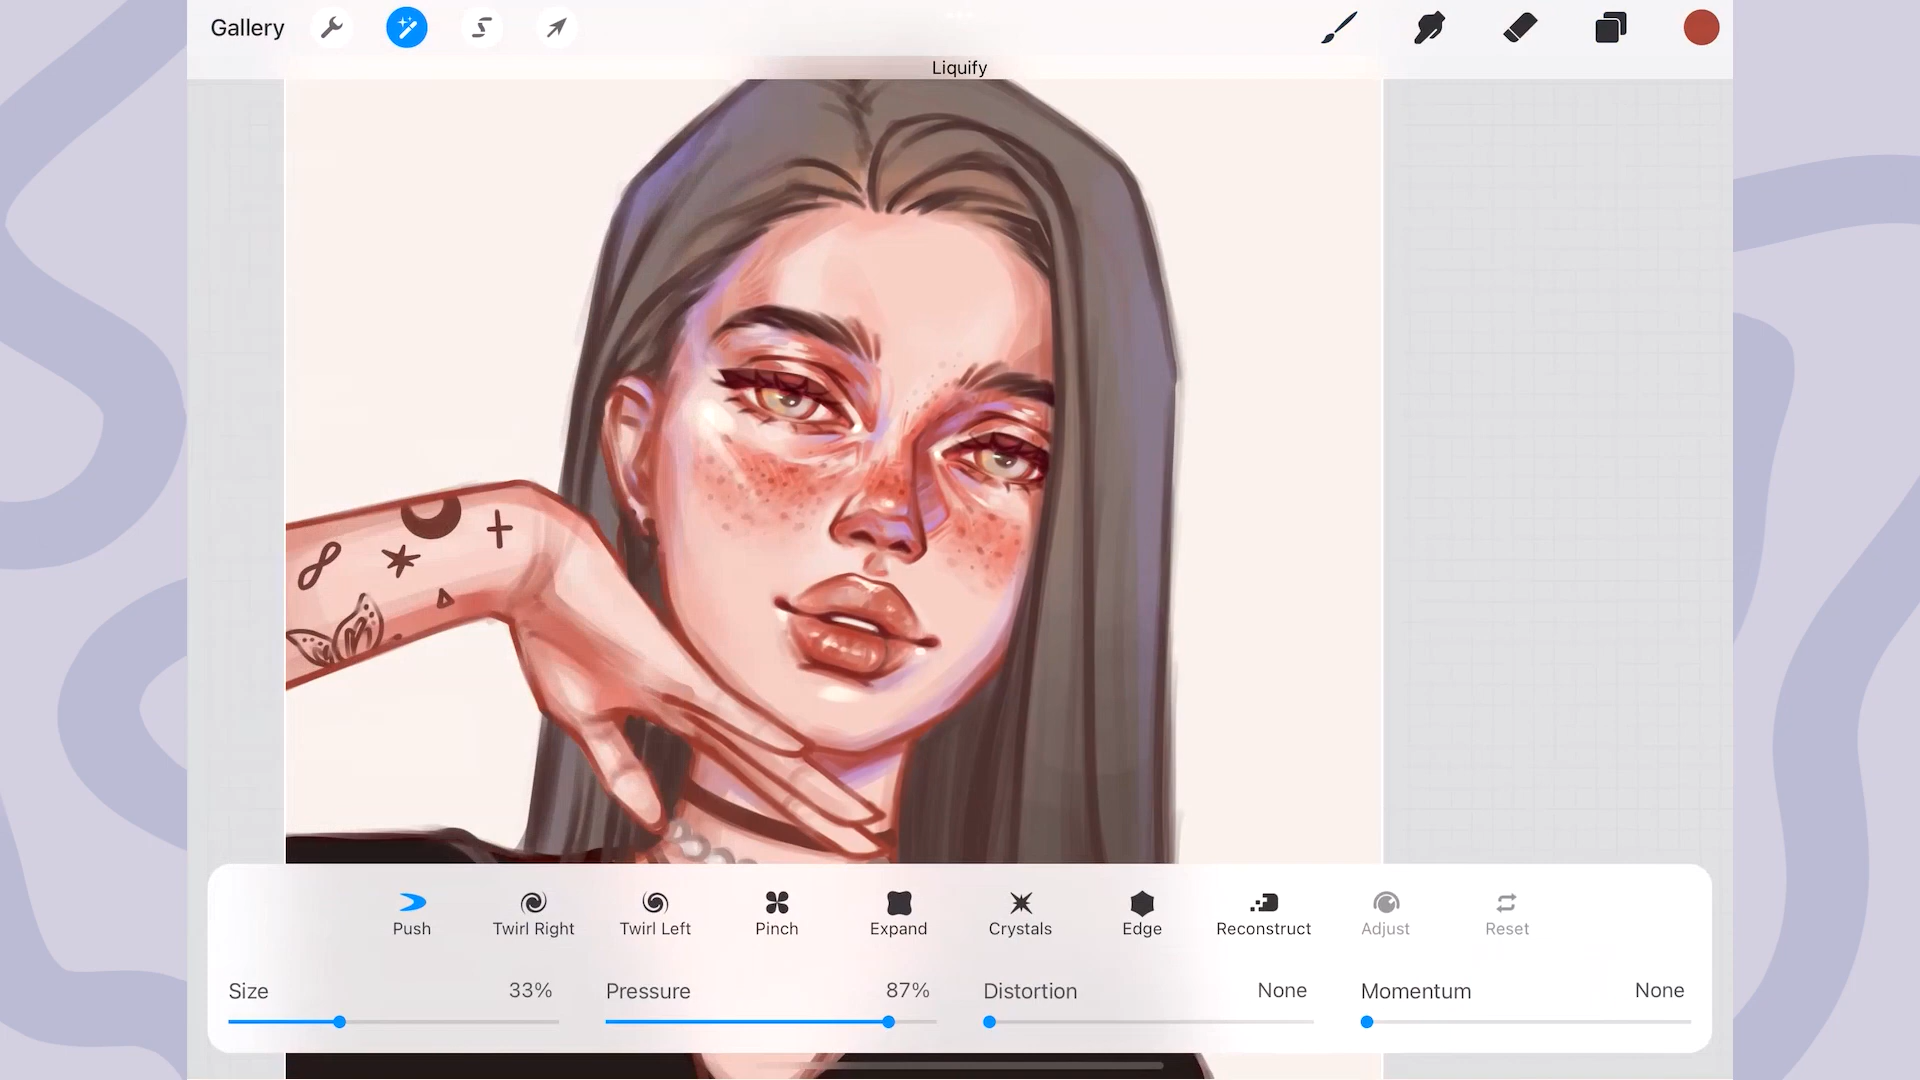 Gallery
Liquify
Push Twirl Right Twirl Left Pinch Expand Crystals Edge Reconstruct Adjust Reset
Size 33% Pressure 87% Distortion None Momentum None